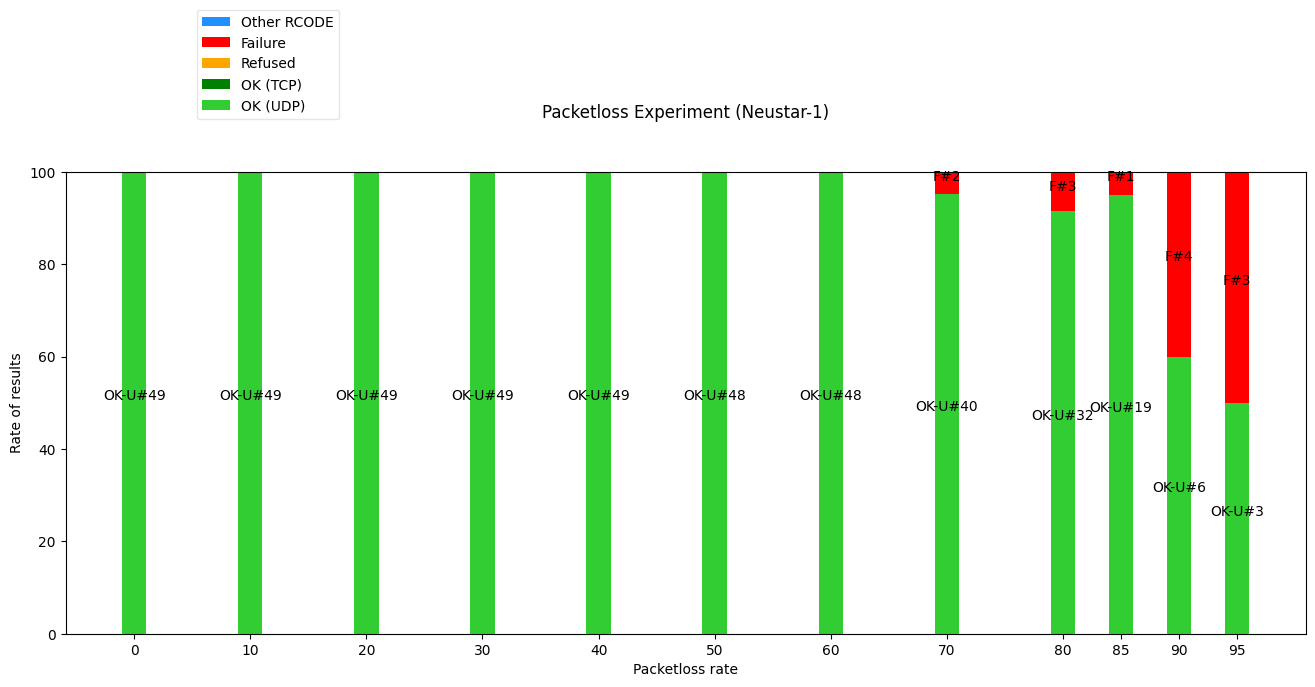 Other RCODE
Failure
Refused
OK (TCP)
OK (UDP)
Packetloss Experiment (Neustar-1)
Rate of results
100
80
60
40
20
0
OK-U#49
OK-U#49
OK-U#49
OK-U#49
OK-U#49
OK-U#48
OK-U#48
F#2
OK-U#40
F#3
OK-U#32
F#1
OK-U#19
F#4
OK-U#6
F#3
OK-U#3
0 10 20 30 40 50 60 70 80 85 90 95
Packetloss rate